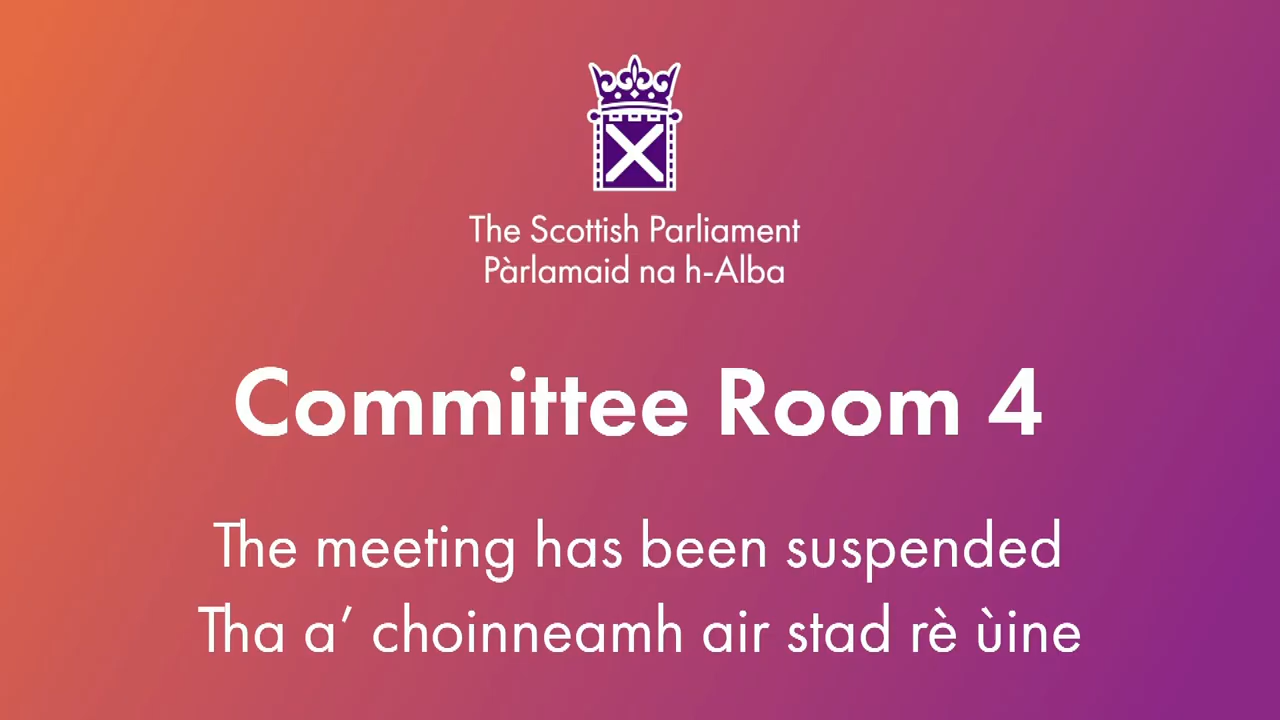 The Scottish Parliament
Pàrlamaid na h-Alba
Committee Room 4
The meeting has been suspended
Tha a’ choinneamh air stad rè ùine